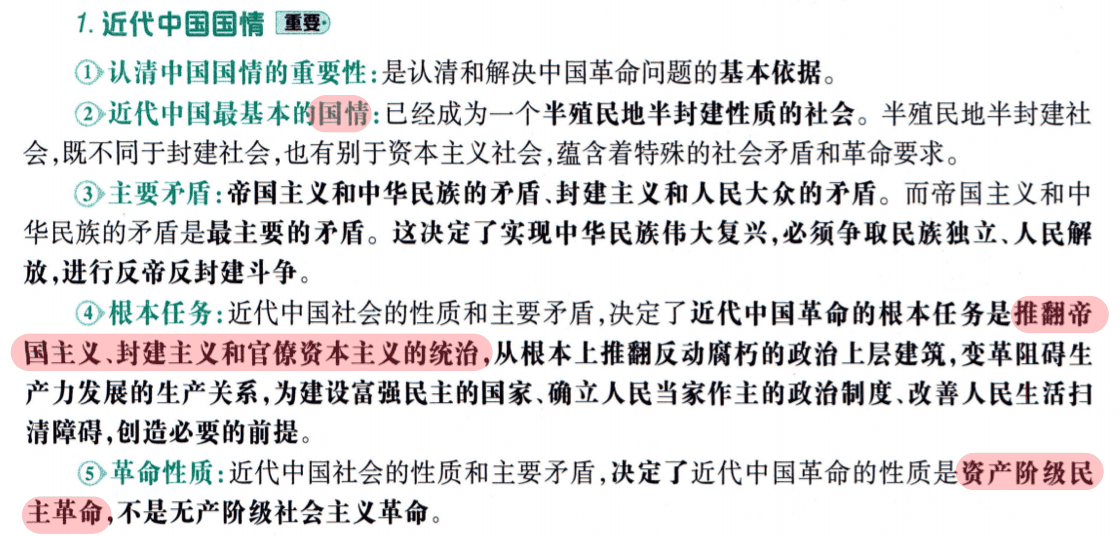 1. 近代中国国情 重要
①认清中国国情的重要性:是认清和解决中国革命问题的基本依据。
②近代中国最基本的国情:已经成为一个半殖民地半封建性质的社会。半殖民地半封建社
会,既不同于封建社会,也有别于资本主义社会,蕴含着特殊的社会矛盾和革命要求。
③主要矛盾:帝国主义和中华民族的矛盾、封建主义和人民大众的矛盾。而帝国主义和中
华民族的矛盾是最主要的矛盾。这决定了实现中华民族伟大复兴,必须争取民族独立、人民解
放,进行反帝反封建斗争。
④根本任务:近代中国社会的性质和主要矛盾,决定了近代中国革命的根本任务是推翻帝
国主义、封建主义和官僚资本主义的统治,从根本上推翻反动腐朽的政治上层建筑,变革阻碍生
产力发展的生产关系,为建设富强民主的国家、确立人民当家作主的政治制度、改善人民生活扫
清障碍,创造必要的前提。
⑤革命性质:近代中国社会的性质和主要矛盾,决定了近代中国革命的性质是资产阶级民
主革命,不是无产阶级社会主义革命。